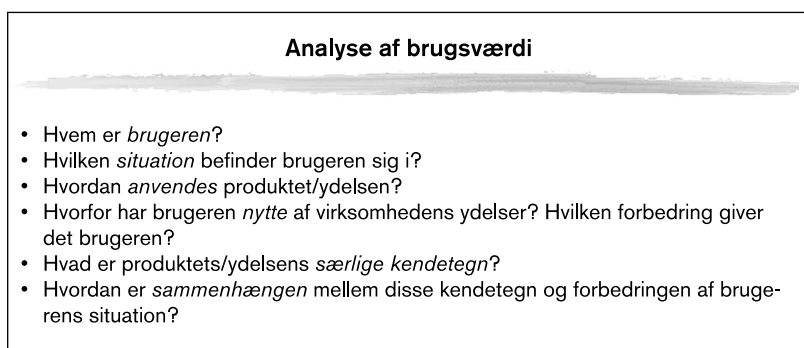 Analyse af brugsværdi
• Hvem er brugeren?
• Hvilken situation befinder brugeren sig i?
• Hvordan anvendes produktet/ydelsen?
• Hvorfor har brugeren nytte af virksomhedens ydelser? Hvilken forbedring giver
det brugeren?
• Hvad er produktets/ydelsens særlige kendetegn?
• Hvordan er sammenhængen mellem disse kendetegn og forbedringen af bruge-
rens situation?